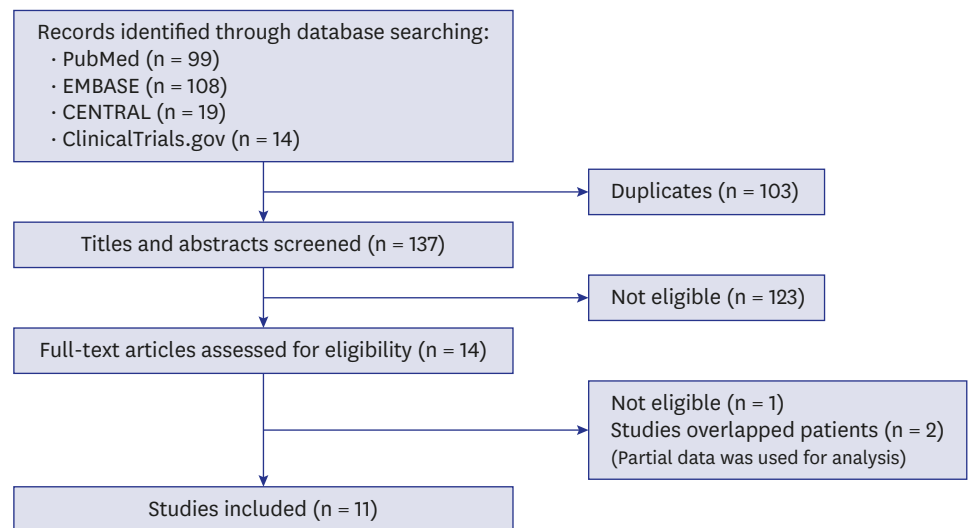 Records identified through database searching:
· PubMed (n = 99)
· EMBASE (n = 108)
· CENTRAL (n = 19)
· ClinicalTrials.gov (n = 14)
Duplicates (n = 103)
Titles and abstracts screened (n = 137)
Not eligible (n = 123)
Full-text articles assessed for eligibility (n = 14)
Not eligible (n = 1)
Studies overlapped patients (n = 2)
(Partial data was used for analysis)
Studies included (n = 11)